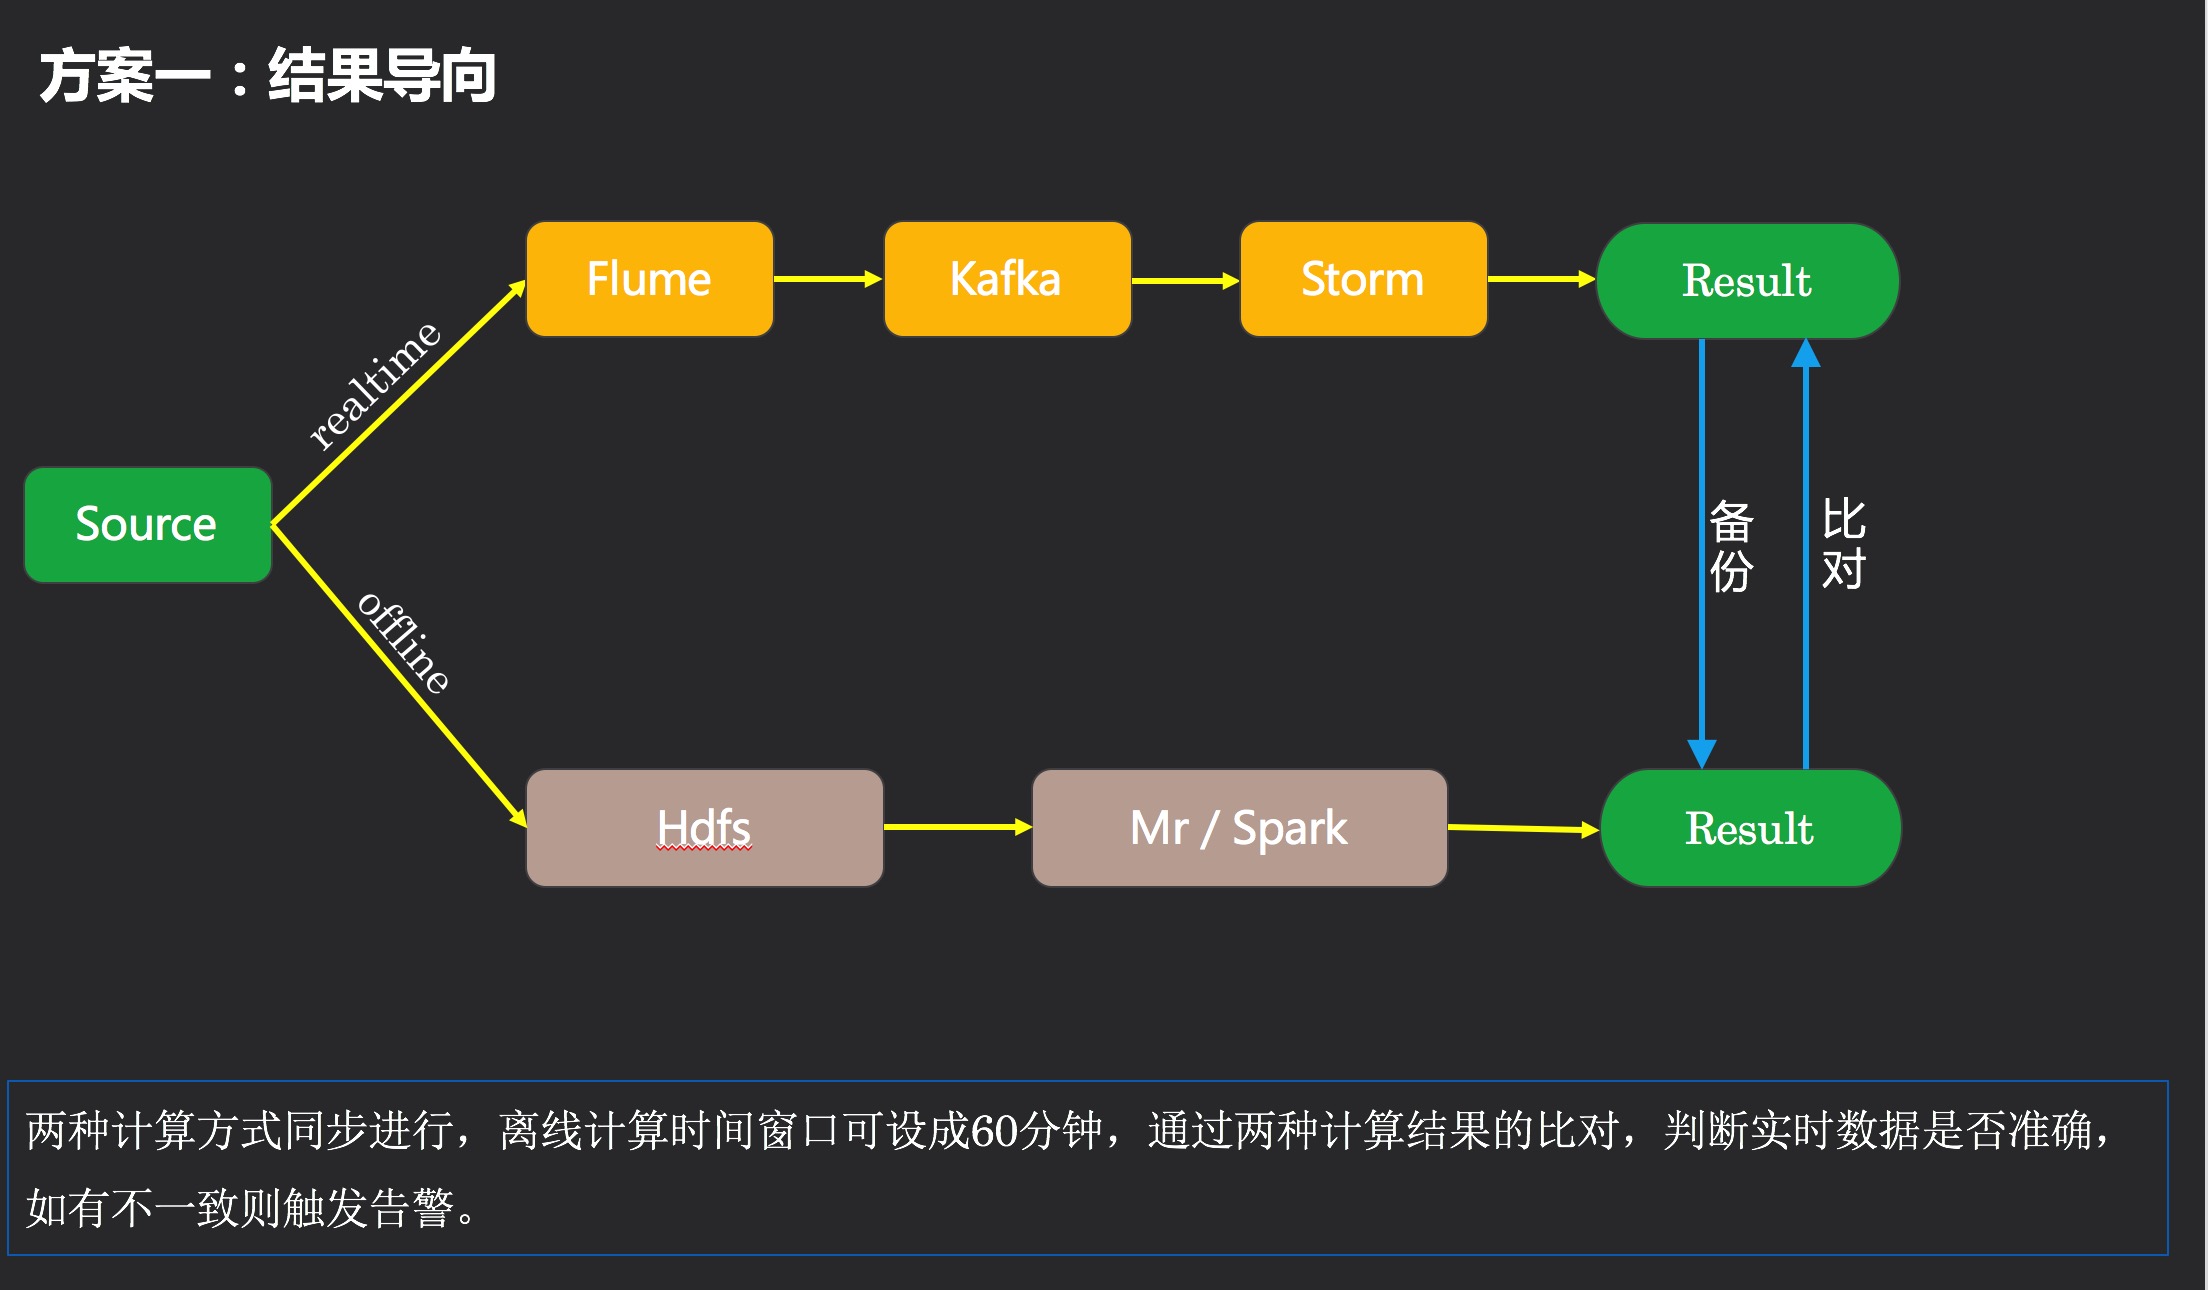 方案一：结果导向
Flume
Kafka
Storm
Result
realtime
Source
备份
比对
offline
Hdfs
Mr / Spark
Result
两种计算方式同步进行，离线计算时间窗口可设成60分钟，通过两种计算结果的比对，判断实时数据是否准确，
如有不一致则触发告警。